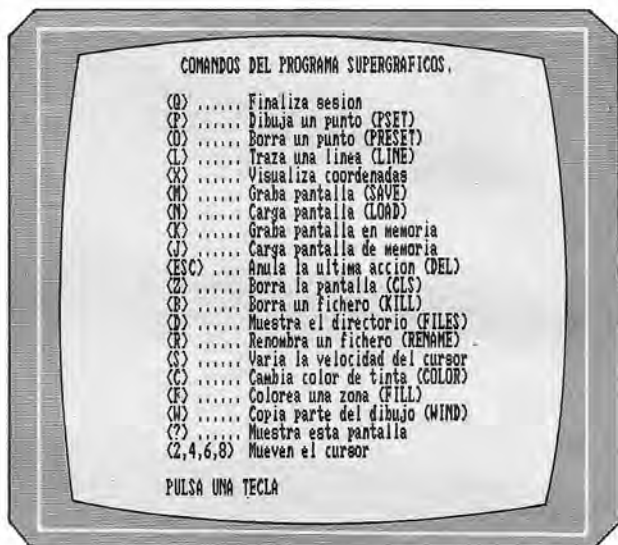 COMANDOS DEL PROGRAMA SUPERGRAFICOS.
<Q> ...... Finaliza sesion
<P> ...... Dibuja un punto (PSET)
<O> ...... Borra un punto (PRESET)
<L> ...... Traza una linea (LINE)
<X> ...... Visualiza coordenadas
<M> ...... Graba pantalla (SAVE)
<N> ...... Carga pantalla (LOAD)
<K> ...... Graba pantalla en memoria
<J> ...... Carga pantalla de memoria
<ESC> .... Anula la ultima accion (DEL)
<Z> ...... Borra la pantalla (CLS)
<B> ...... Borra un fichero (KILL)
<D> ...... Muestra el directorio (FILES)
<R> ...... Renombra un fichero (RENAME)
<S> ...... Varia la velocidad del cursor
<C> ...... Cambia color de tinta (COLOR)
<F> ...... Colorea una zona (FILL)
<W> ...... Copia parte del dibujo (WIND)
<?> ...... Muestra esta pantalla
<2,4,6,8> Mueven el cursor
PULSA UNA TECLA